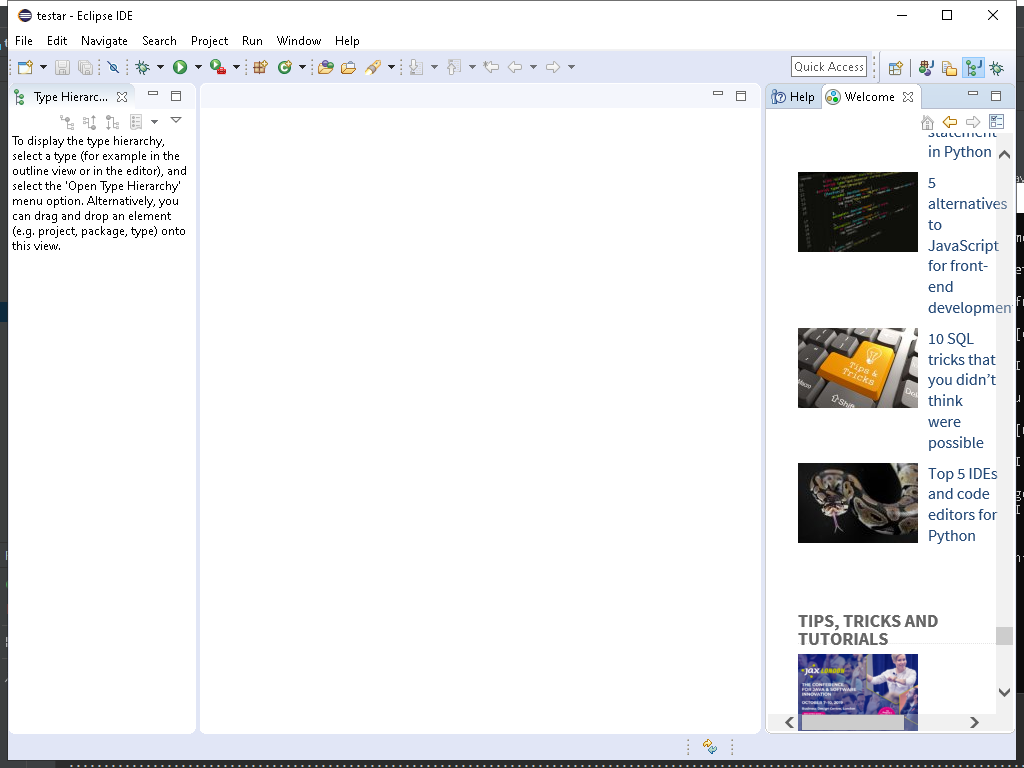 testar - Eclipse IDE
File Edit Navigate Search Project Run Window Help
Quick Access
Type Hierarc...
Help
Welcome
To display the type hierarchy,
select a type (for example in the
outline view or in the editor), and
select the 'Open Type Hierarchy'
menu option. Alternatively, you
can drag and drop an element
(e.g. project, package, type) onto
this view.
statement
in Python
5
alternatives
to
JavaScript
for front-
end
developmen
Tips &
Tricks
Shift
10 SQL
tricks that
you didn't
think
were
possible
Top 5 IDEs
and code
editors for
Python
TIPS, TRICKS AND
TUTORIALS
JAX LONDON
THE CONFERENCE
FOR JAVA & SOFTWARE
INNOVATION